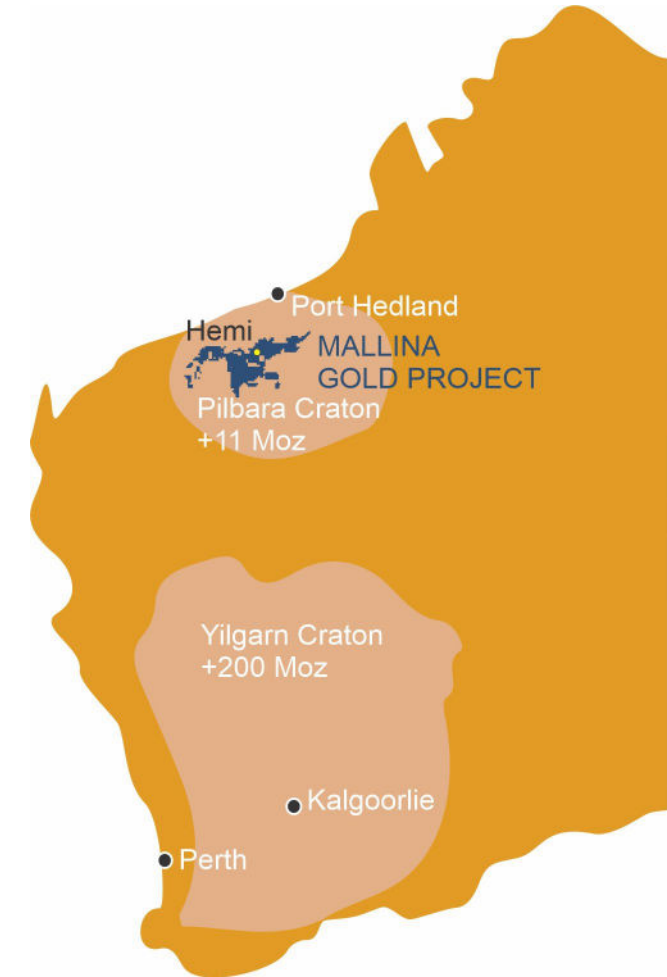 Port Hedland
Hemi
MALLINA
GOLD PROJECT
Pilbara Craton
+11 Moz
Yilgarn Craton
+200 Moz
Kalgoorlie
Perth